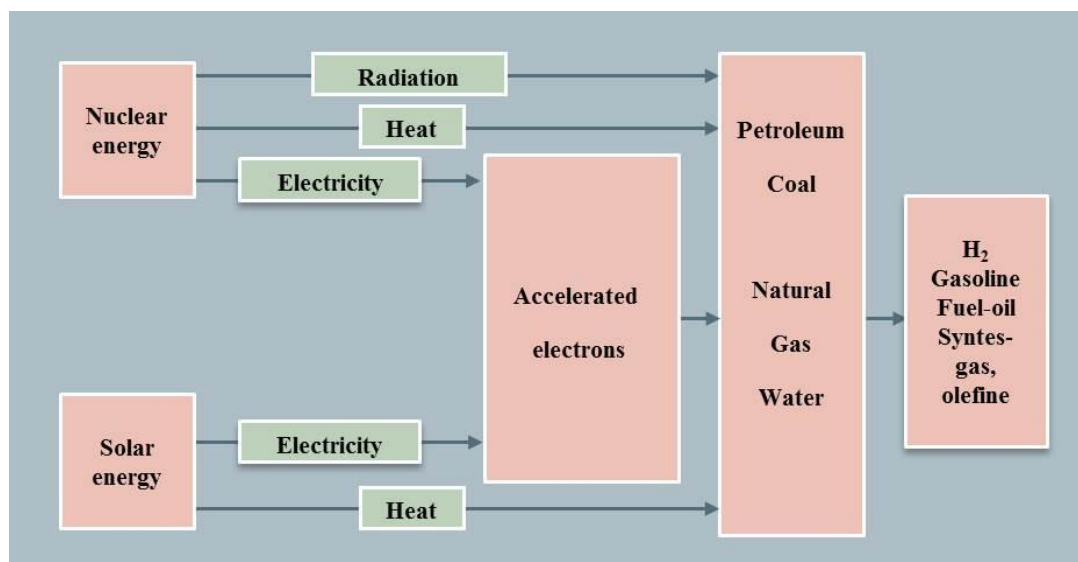 Nuclear
energy
Radiation
Heat
Electricity
Solar
energy
Electricity
Heat
Accelerated
electrons
Petroleum
Coal
Natural
Gas
Water
H₂
Gasoline
Fuel-oil
Syntes-
gas,
olefine